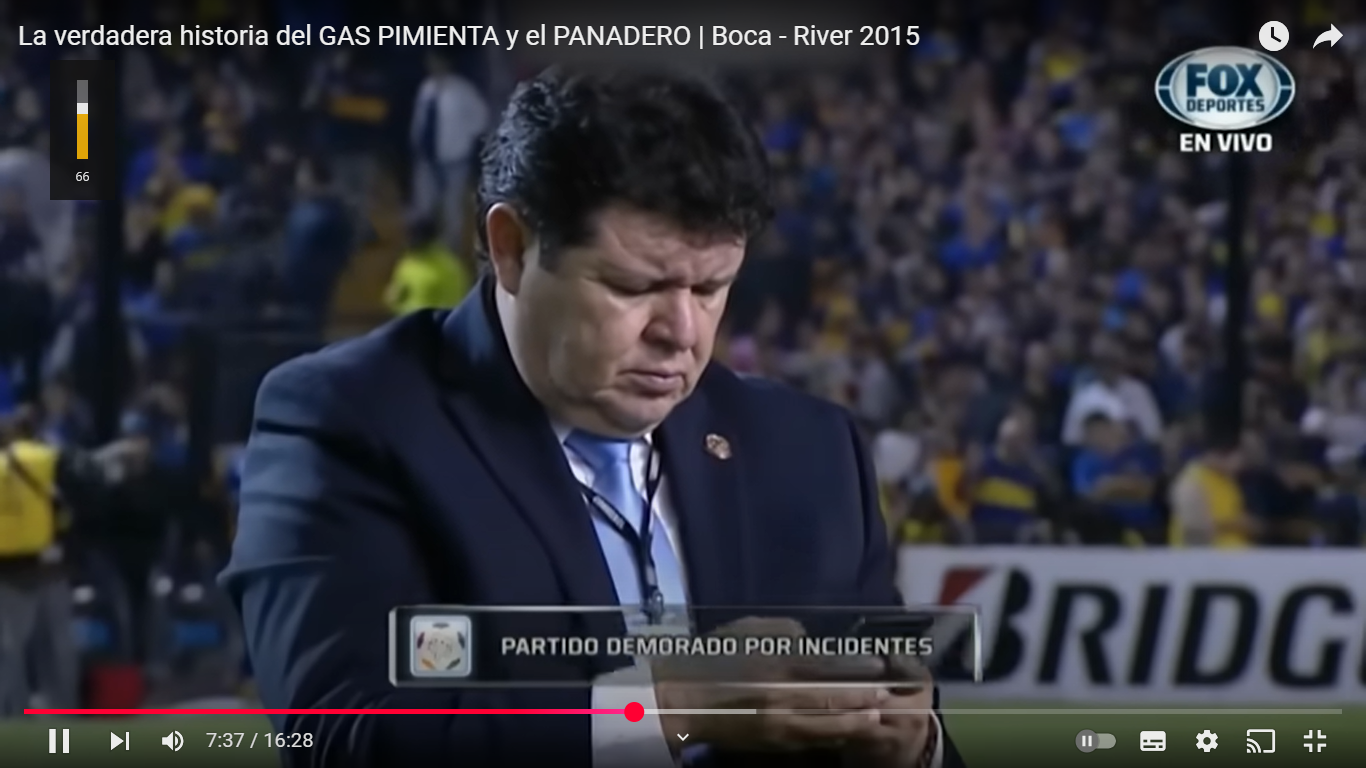 La verdadera historia del GAS PIMIENTA y el PANADERO | Boca - River 2015
66
FOX
DEPORTES
EN VIVO
PARTIDO DEMORADO POR INCIDENTES
BRIDG
7:37 / 16:28